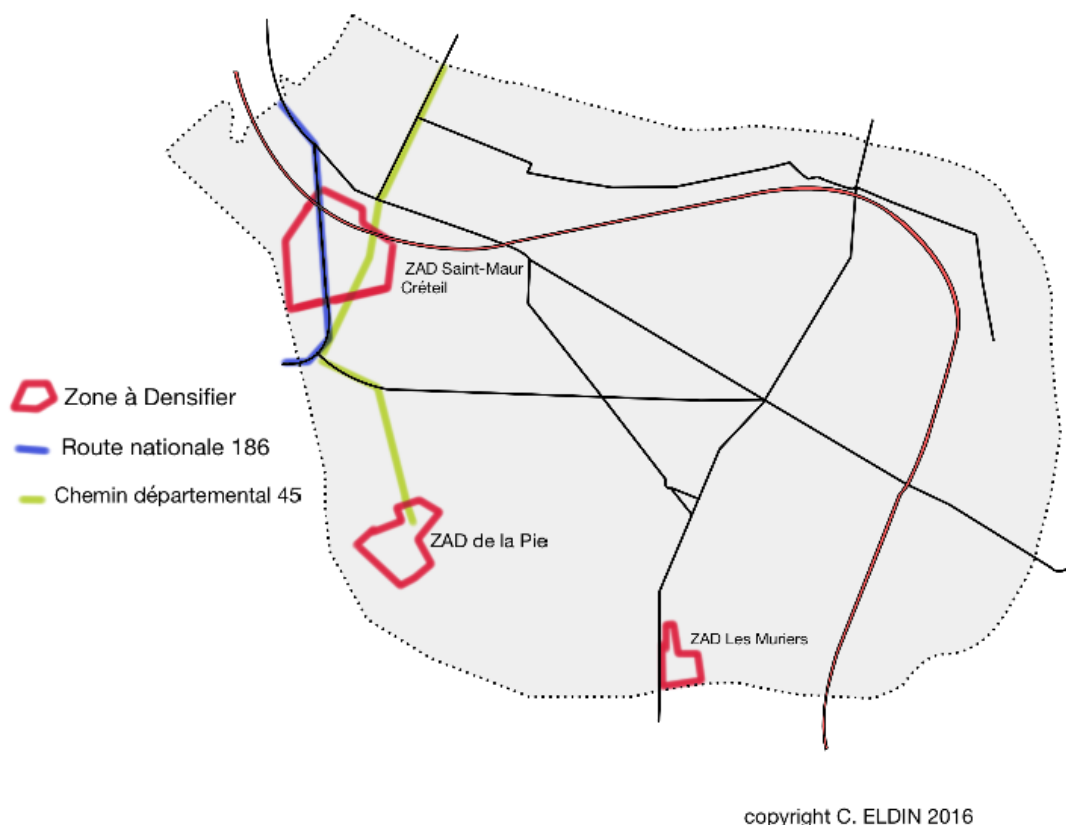 ZAD Saint-Maur
Créteil
Zone à Densifier
Route nationale 186
Chemin départemental 45
ZAD de la Pie
ZAD Les Muriers
copyright C. ELDIN 2016